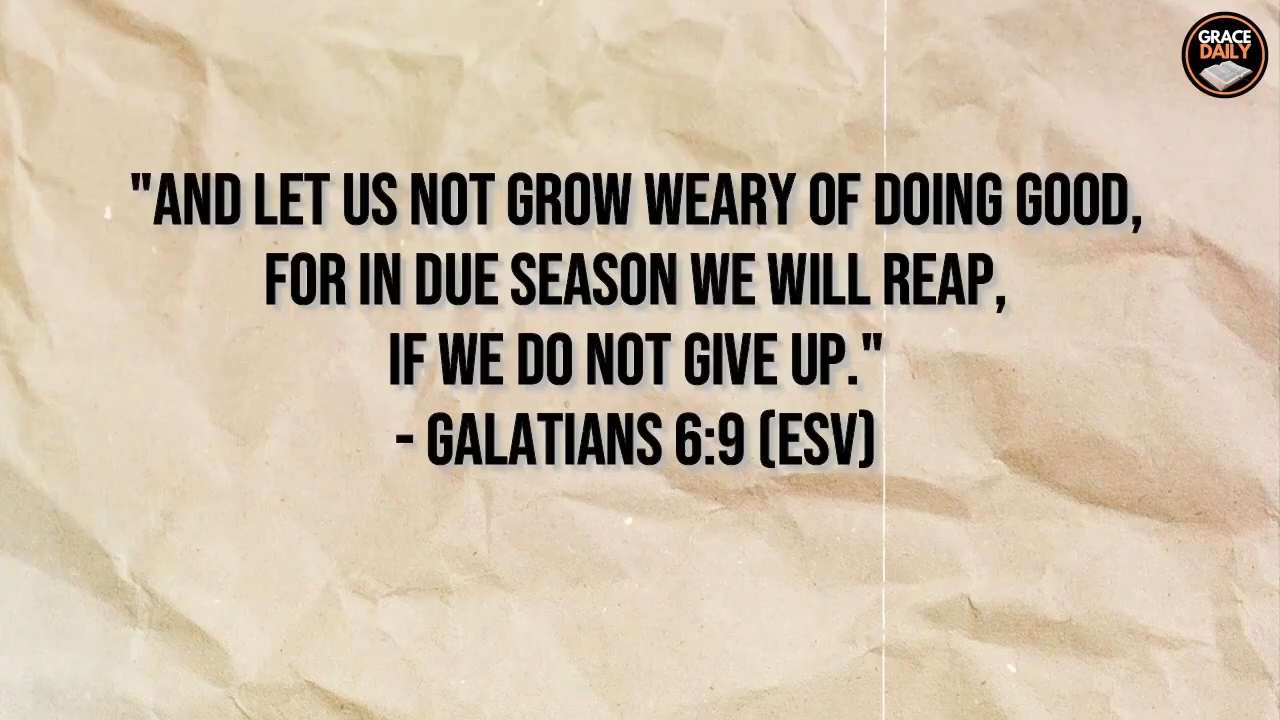 GRACE
DAILY
"AND LET US NOT GROW WEARY OF DOING GOOD,
FOR IN DUE SEASON WE WILL REAP,
IF WE DO NOT GIVE UP."
- GALATIANS 6:9 (ESV)